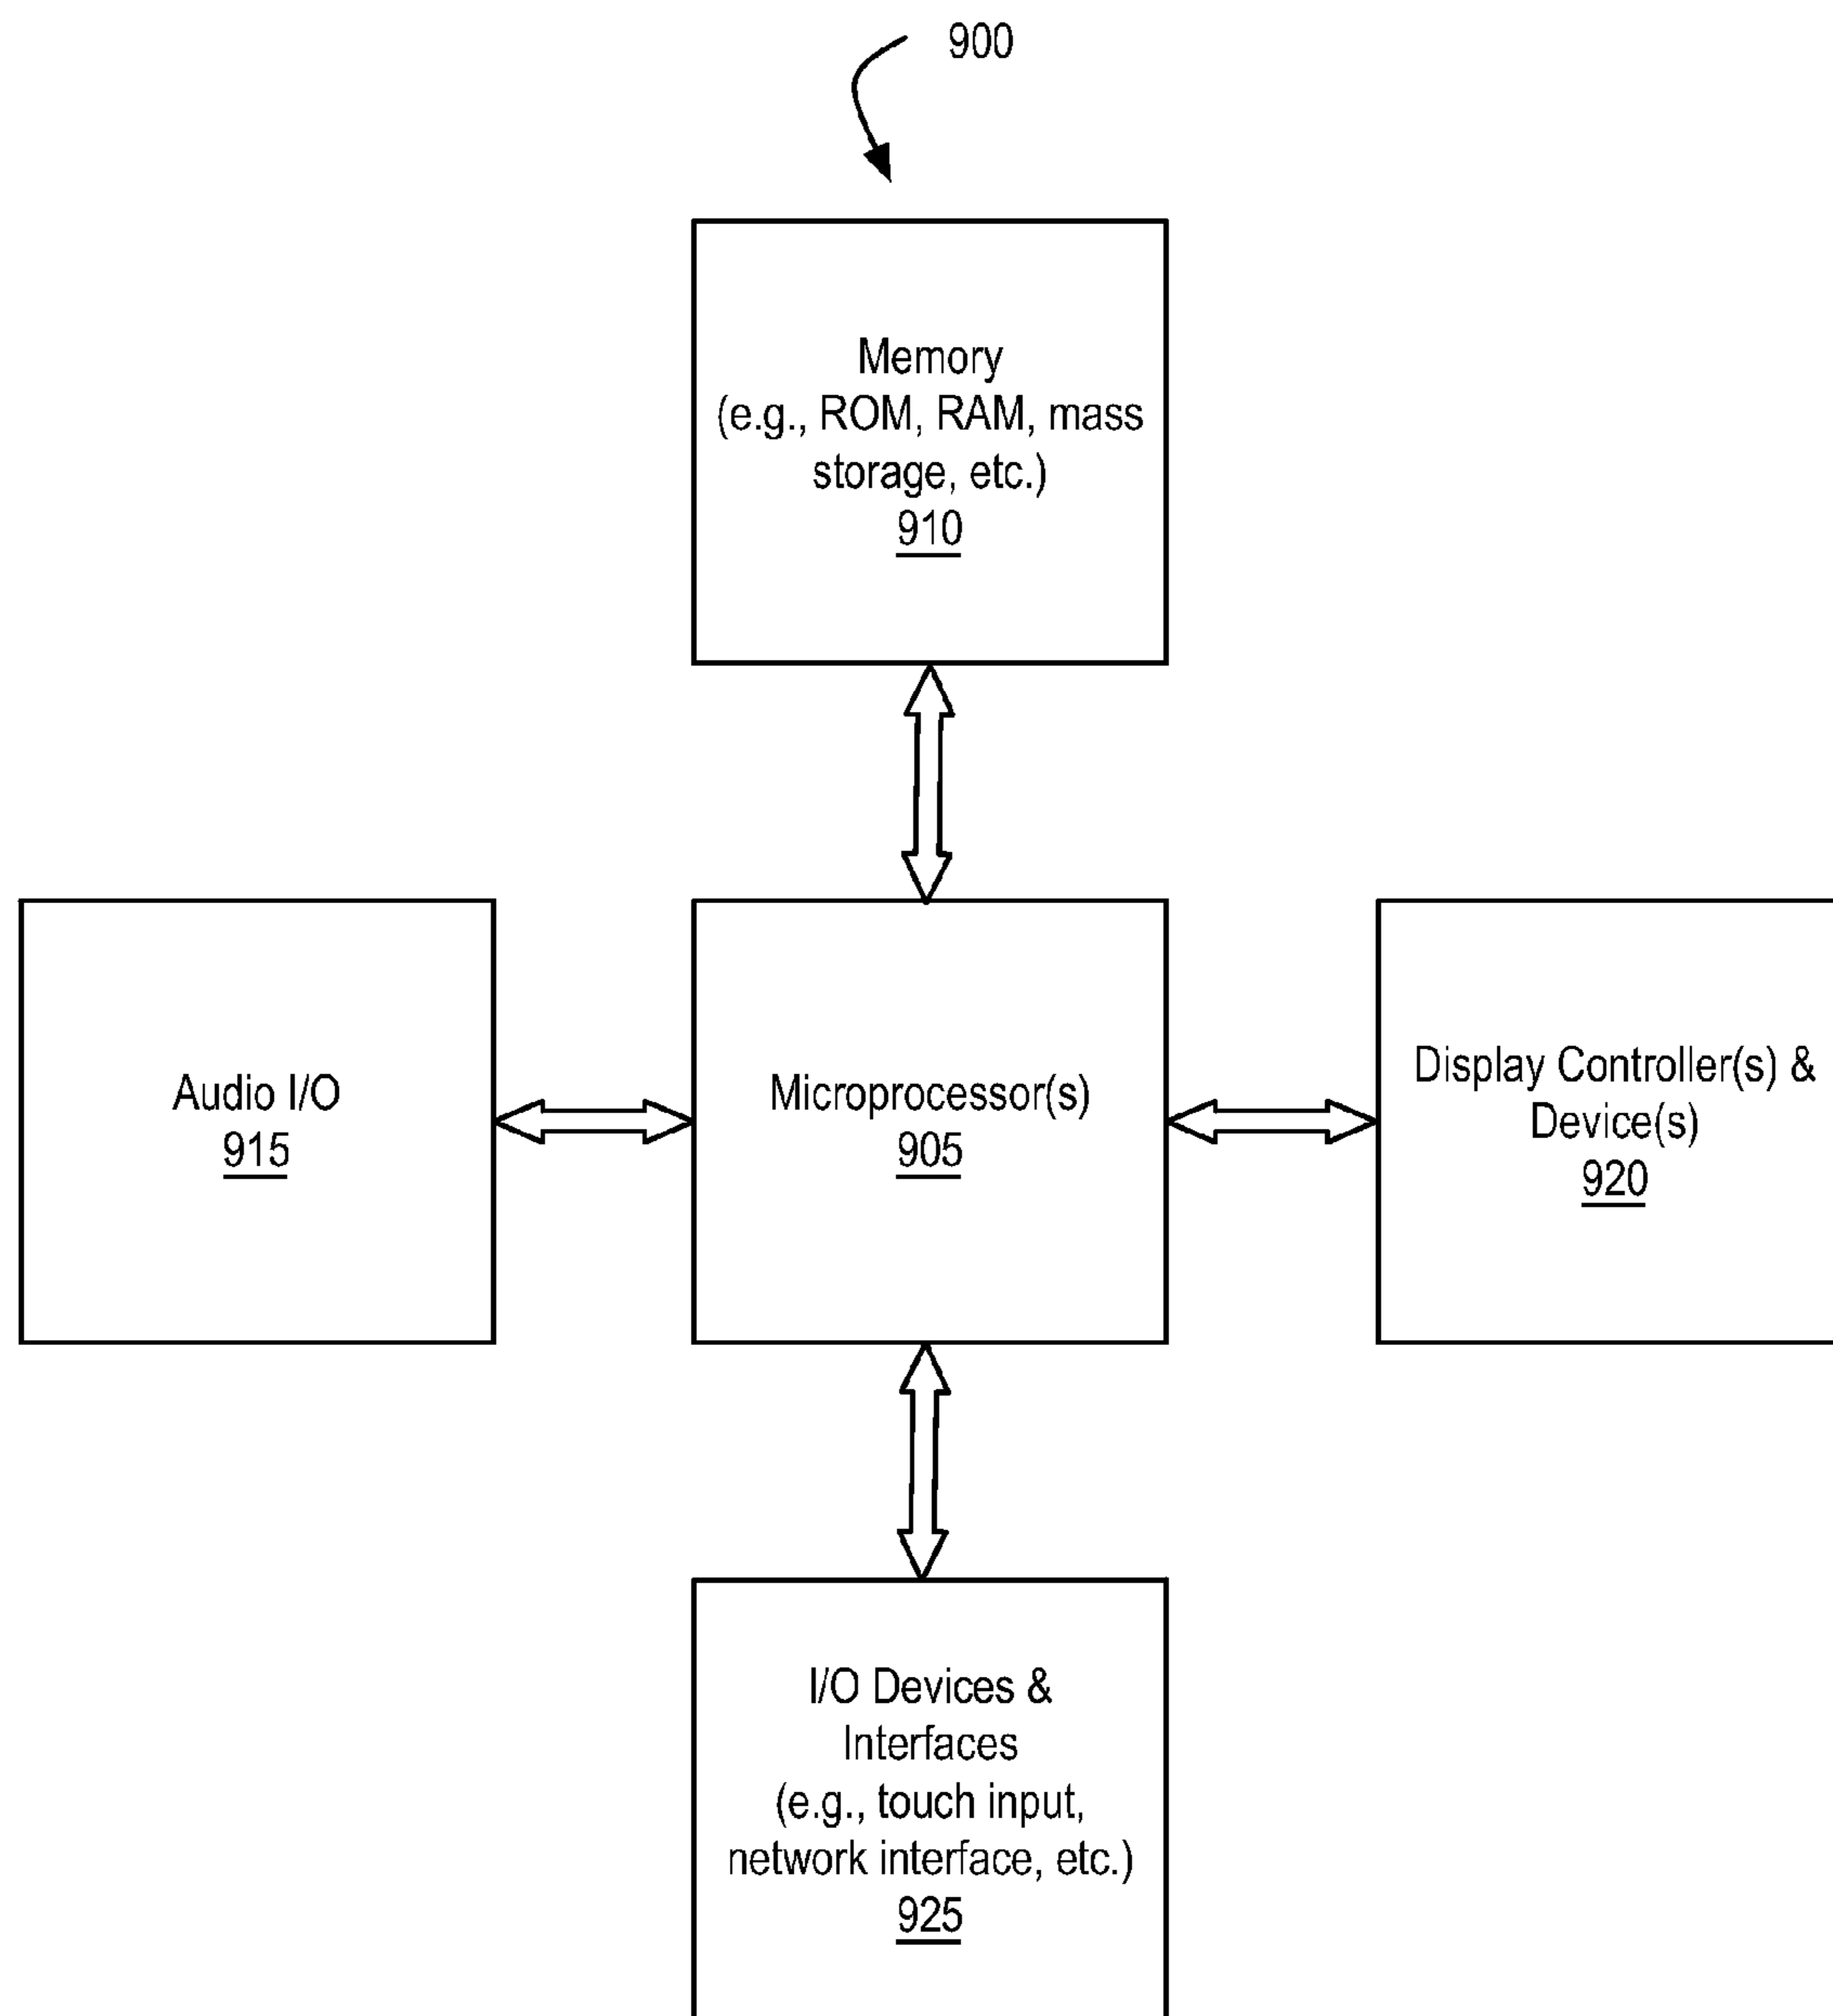 900
Memory
(e.g., ROM, RAM, mass
storage, etc.)
910
Audio I/O
915
Microprocessor(s)
905
Display Controller(s) &
Device(s)
920
I/O Devices &
Interfaces
(e.g., touch input,
network interface, etc.)
925